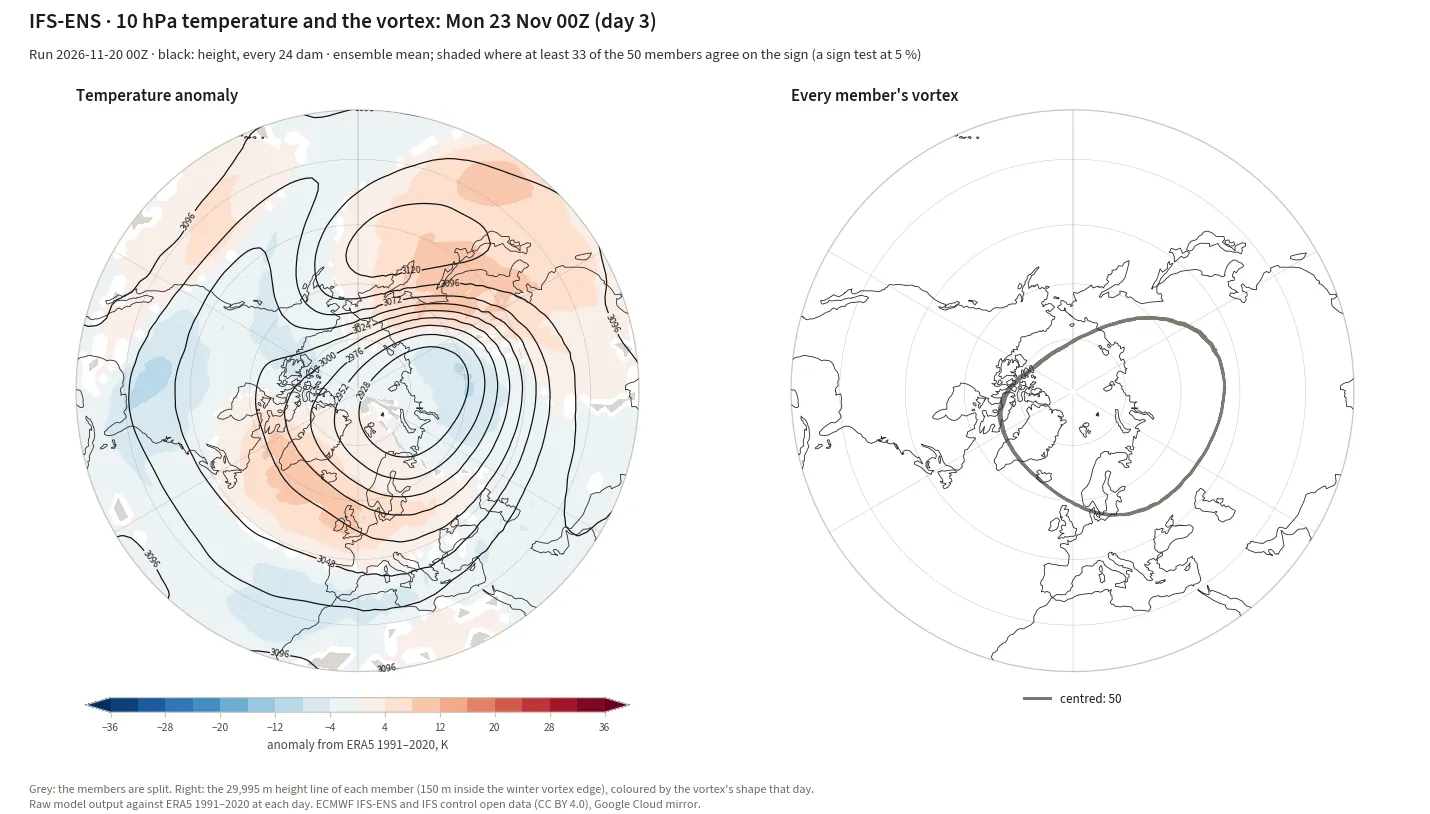 IFS-ENS · 10 hPa temperature and the vortex: Mon 23 Nov 00Z (day 3)
Run 2026-11-20 00Z · black: height, every 24 dam · ensemble mean; shaded where at least 33 of the 50 members agree on the sign (a sign test at 5 %)
Temperature anomaly
Every member's vortex
3096
3120
3096
3072
3096
3024
3000
2976
2952
2928
3048
3096
3096
3096
centred: 50
−36 −28 −20 −12 −4 4 12 20 28 36
anomaly from ERA5 1991–2020, K
Grey: the members are split. Right: the 29,995 m height line of each member (150 m inside the winter vortex edge), coloured by the vortex's shape that day.
Raw model output against ERA5 1991–2020 at each day. ECMWF IFS-ENS and IFS control open data (CC BY 4.0), Google Cloud mirror.